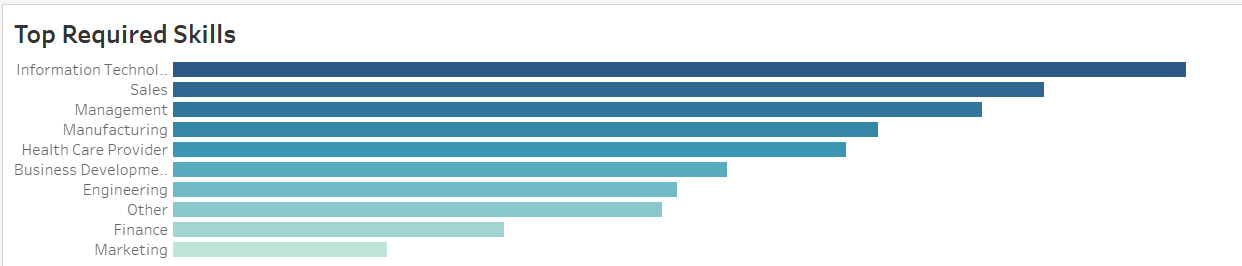 Top Required Skills
Information Technol..
Sales
Management
Manufacturing
Health Care Provider
Business Developme..
Engineering
Other
Finance
Marketing